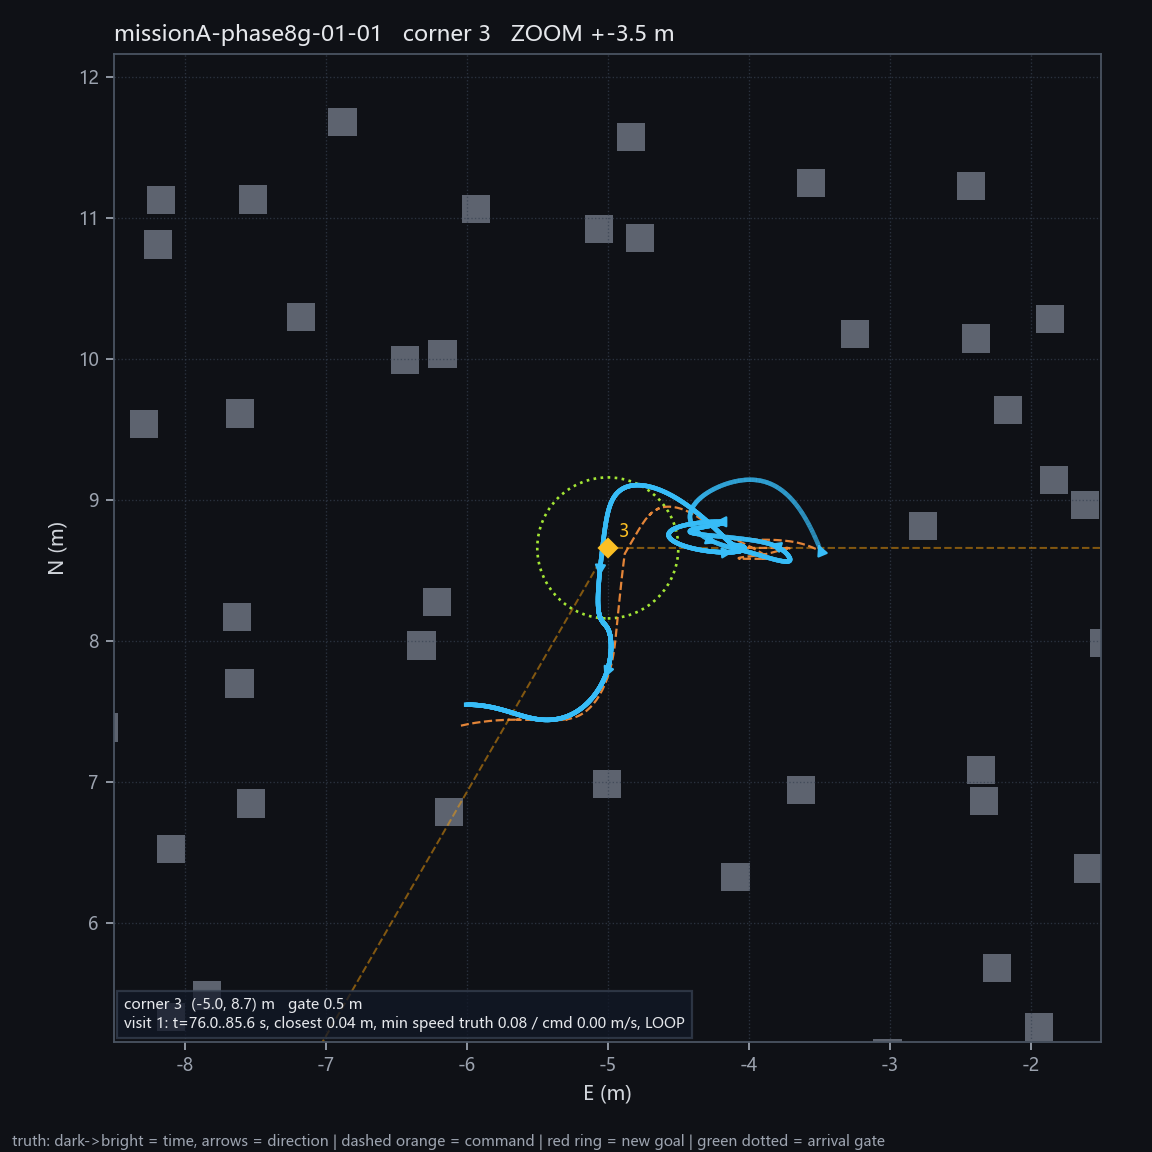 missionA-phase8g-01-01 corner 3 ZOOM +-3.5 m
12
11
10
9
8
7
6
N (m)
3
corner 3 (-5.0, 8.7) m gate 0.5 m
visit 1: t=76.0..85.6 s, closest 0.04 m, min speed truth 0.08 / cmd 0.00 m/s, LOOP
-8 -7 -6 -5 -4 -3 -2
E (m)
truth: dark->bright = time, arrows = direction | dashed orange = command | red ring = new goal | green dotted = arrival gate